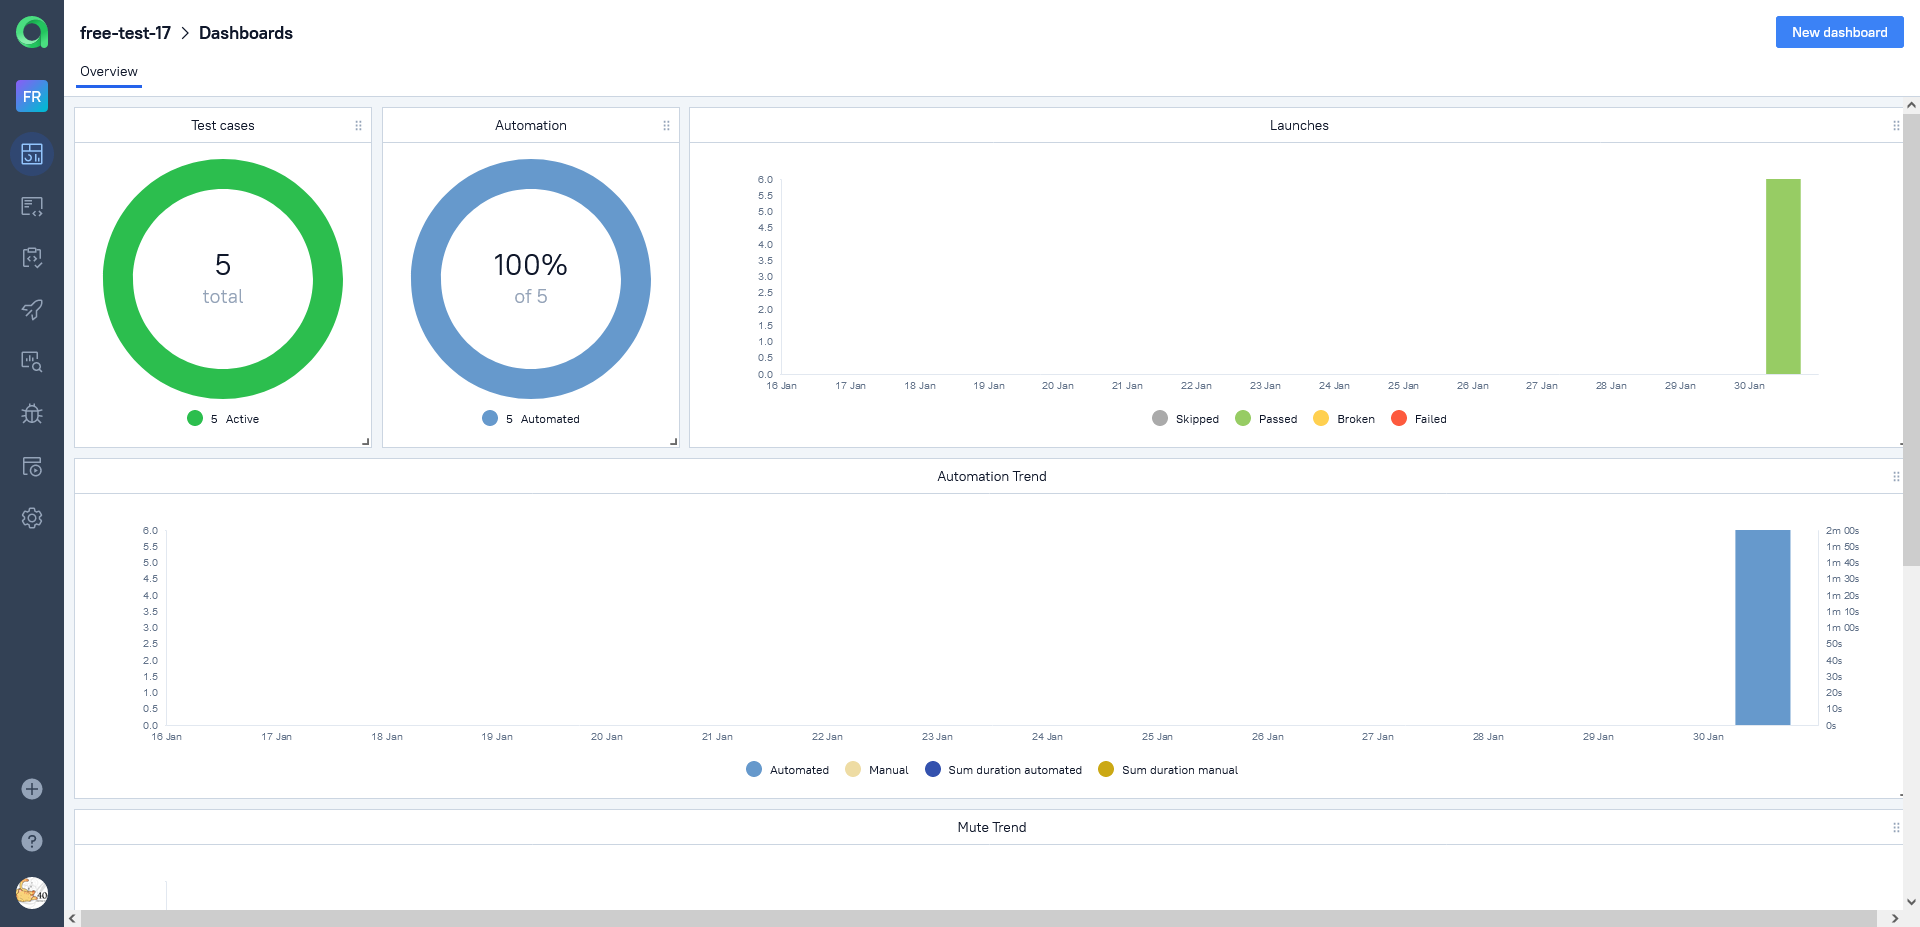 free-test-17 > Dashboards
New dashboard
FR
Overview
Test cases
5
total
5 Active
Automation
100%
of 5
5 Automated
Launches
6.0
5.5
5.0
4.5
4.0
3.5
3.0
2.5
2.0
1.5
1.0
0.5
0.0
16 Jan 17 Jan 18 Jan 19 Jan 20 Jan 21 Jan 22 Jan 23 Jan 24 Jan 25 Jan 26 Jan 27 Jan 28 Jan 29 Jan 30 Jan
Skipped Passed Broken Failed
Automation Trend
6.0 2m 00s
5.5 1m 50s
5.0 1m 40s
4.5 1m 30s
4.0 1m 20s
3.5 1m 10s
3.0 1m 00s
2.5 50s
2.0 40s
1.5 30s
1.0 20s
0.5 10s
0.0 0s
16 Jan 17 Jan 18 Jan 19 Jan 20 Jan 21 Jan 22 Jan 23 Jan 24 Jan 25 Jan 26 Jan 27 Jan 28 Jan 29 Jan 30 Jan
Automated Manual Sum duration automated Sum duration manual
Mute Trend
?
40